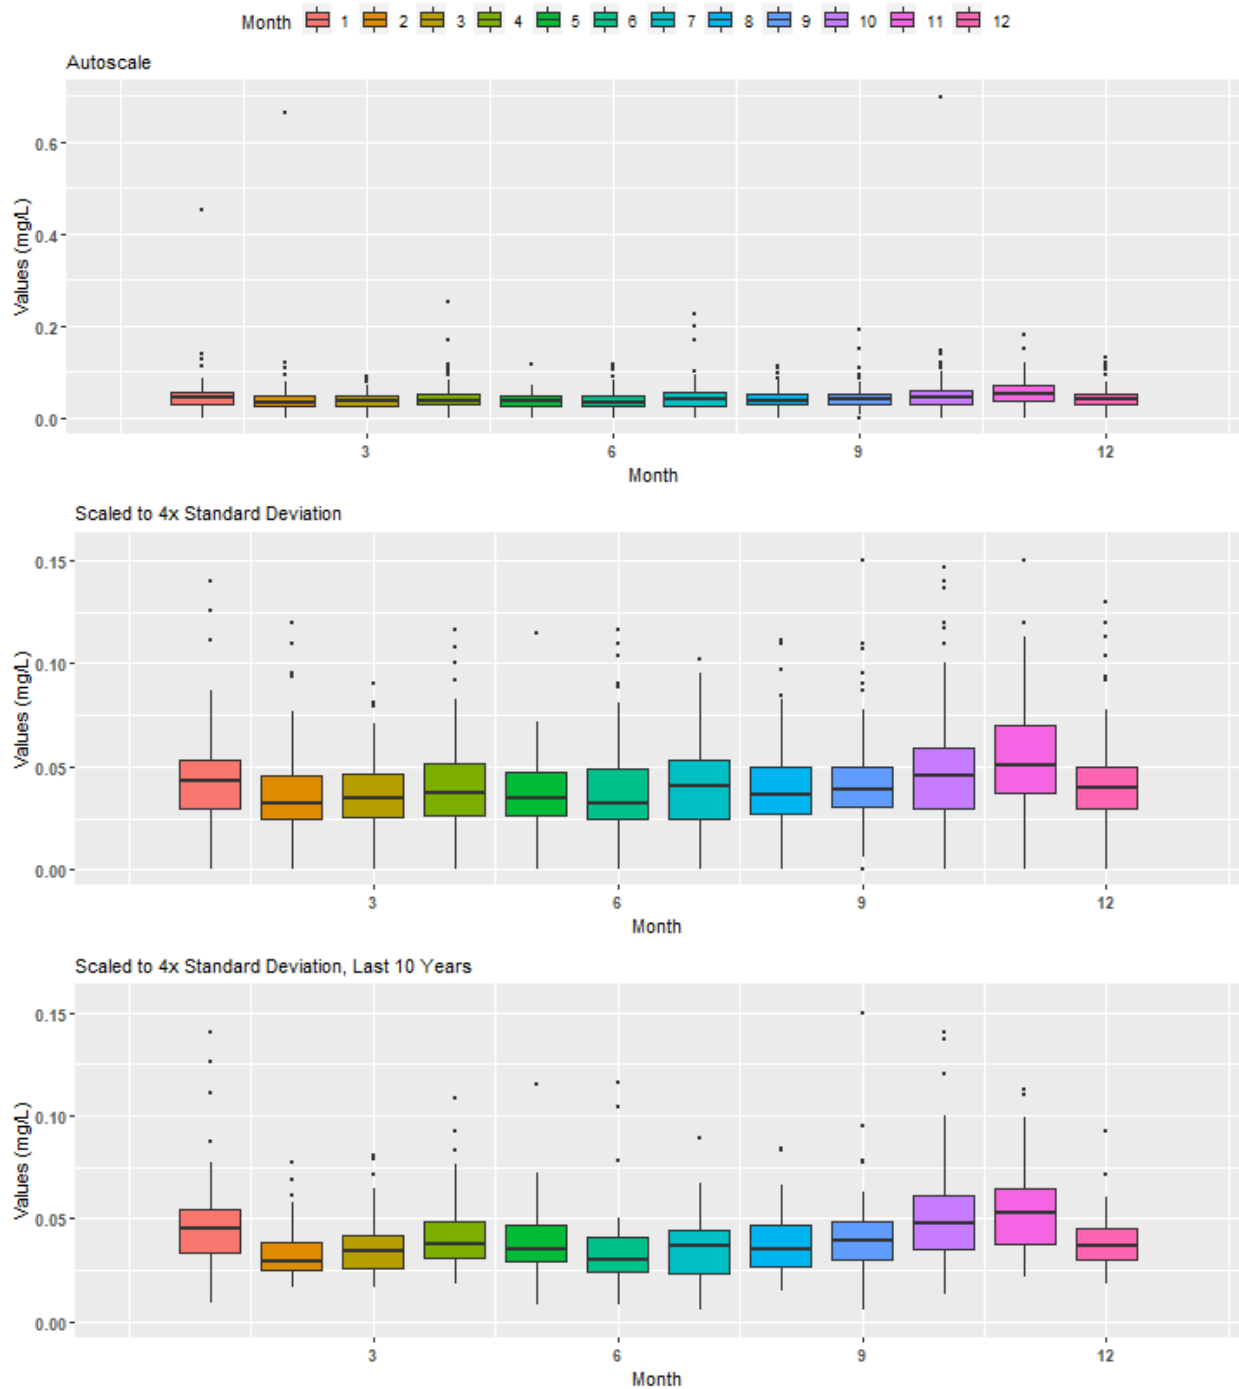 Month 1 2 3 4 5 6 7 8 9 10 11 12
Autoscale
Values (mg/L)
0.6
0.4
0.2
0.0
3 6 9 12
Month
Scaled to 4x Standard Deviation
Values (mg/L)
0.15
0.10
0.05
0.00
3 6 9 12
Month
Scaled to 4x Standard Deviation, Last 10 Years
Values (mg/L)
0.15
0.10
0.05
0.00
3 6 9 12
Month